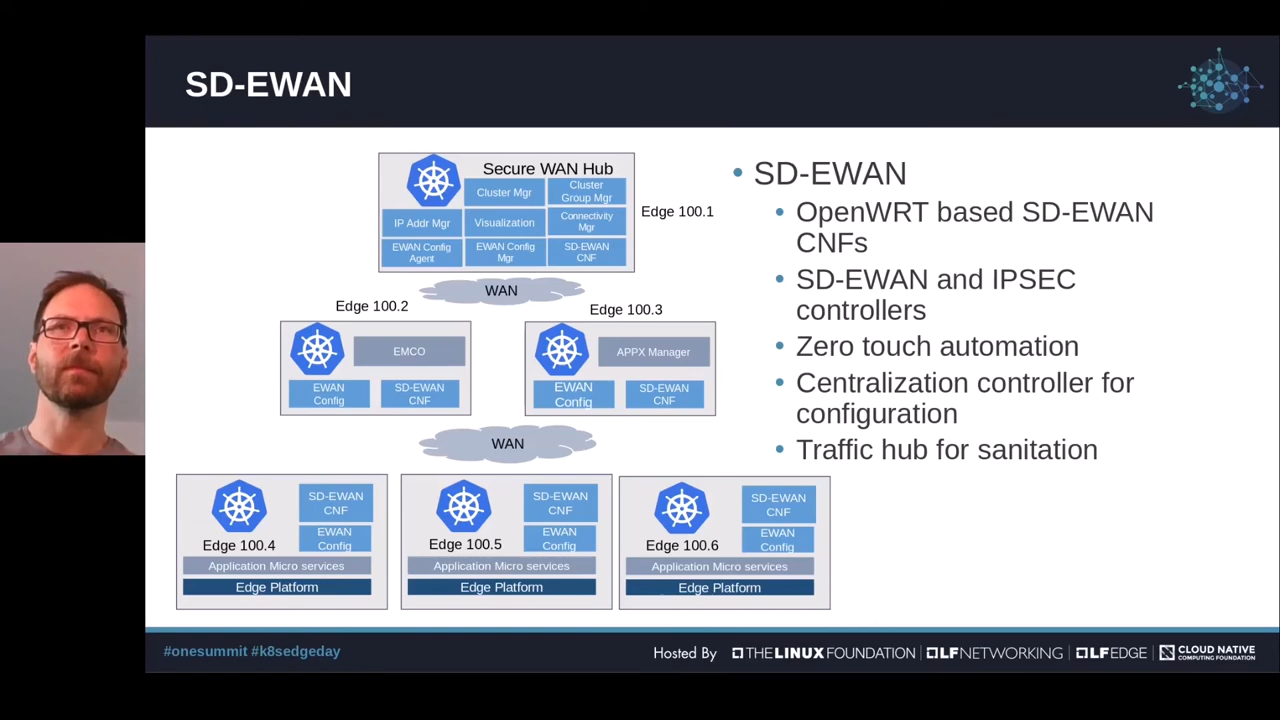 SD-EWAN
Secure WAN Hub
Cluster Mgr
Cluster
Group Mgr
IP Addr Mgr
Visualization
Connectivity
Mgr
EWAN Config
Agent
EWAN Config
Mgr
SD-EWAN
CNF
Edge 100.1
WAN
Edge 100.2
Edge 100.3
EMCO
EWAN
Config
SD-EWAN
CNF
APPX Manager
EWAN
Config
SD-EWAN
CNF
WAN
SD-EWAN
CNF
EWAN
Config
Edge 100.4
Application Micro services
Edge Platform
SD-EWAN
CNF
EWAN
Config
Edge 100.5
Application Micro services
Edge Platform
SD-EWAN
CNF
EWAN
Config
Edge 100.6
Application Micro services
Edge Platform
• SD-EWAN
• OpenWRT based SD-EWAN
CNFs
• SD-EWAN and IPSEC
controllers
• Zero touch automation
• Centralization controller for
configuration
• Traffic hub for sanitation
#onesummit #k8sedgeday
Hosted By
THE LINUX FOUNDATION
LFNETWORKING
LFEDGE
CLOUD NATIVE
COMPUTING FOUNDATION